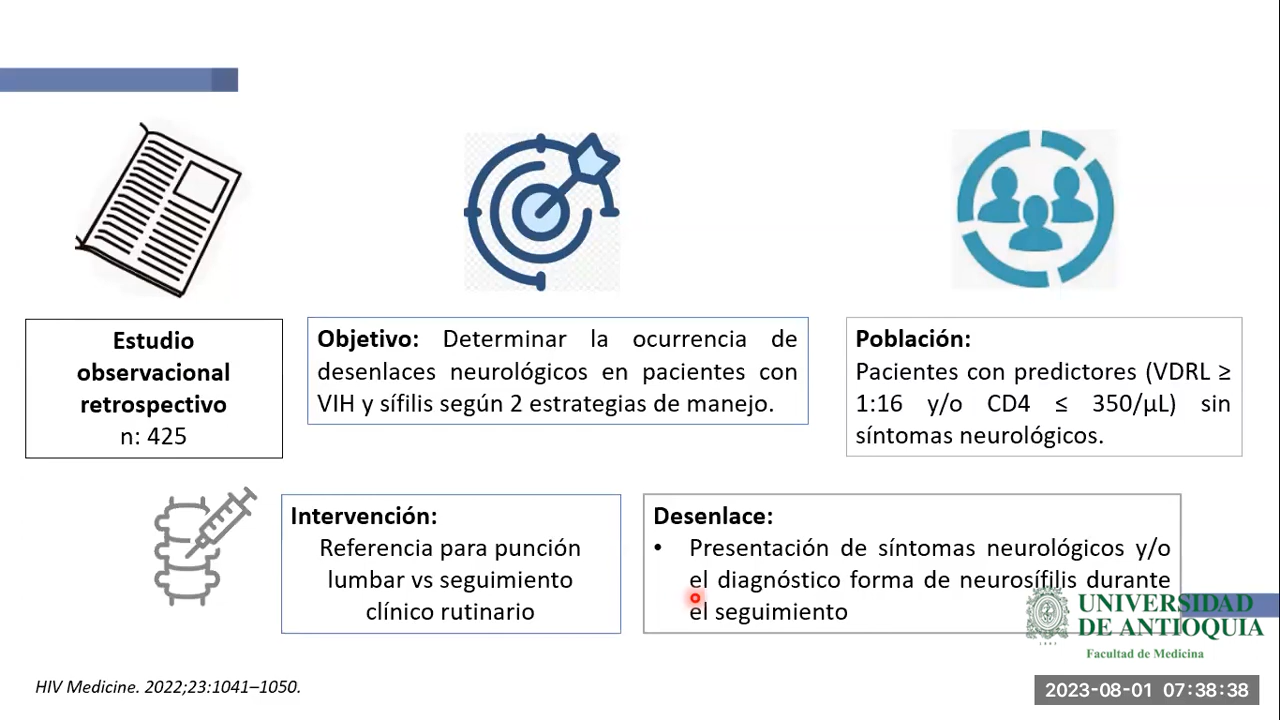 Estudio
observacional
retrospectivo
n: 425
Objetivo: Determinar la ocurrencia de
desenlaces neurológicos en pacientes con
VIH y sífilis según 2 estrategias de manejo.
Población:
Pacientes con predictores (VDRL ≥
1:16 y/o CD4 ≤ 350/µL) sin
síntomas neurológicos.
Intervención:
Referencia para punción
lumbar vs seguimiento
clínico rutinario
Desenlace:
• Presentación de síntomas neurológicos y/o
el diagnóstico forma de neurosífilis durante
el seguimiento
UNIVERSIDAD
DE ANTIOQUIA
Facultad de Medicina
HIV Medicine. 2022;23:1041–1050.
2023-08-01 07:38:38